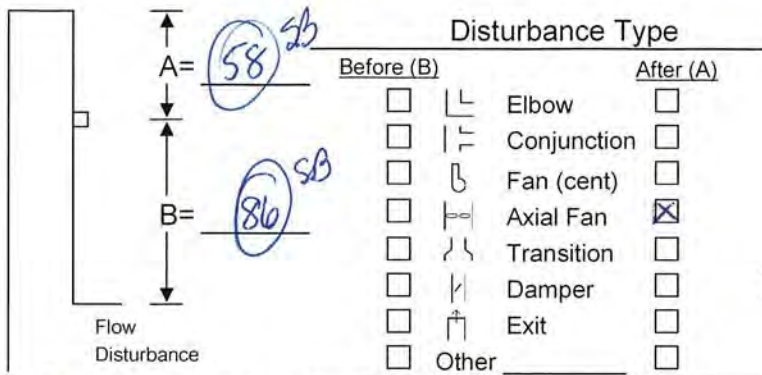 Disturbance Type
Before (B) After (A)
Elbow
Conjunction
Fan (cent)
Axial Fan
Transition
Damper
Exit
Other
A= 58 SB
B= 86 SB
Flow
Disturbance